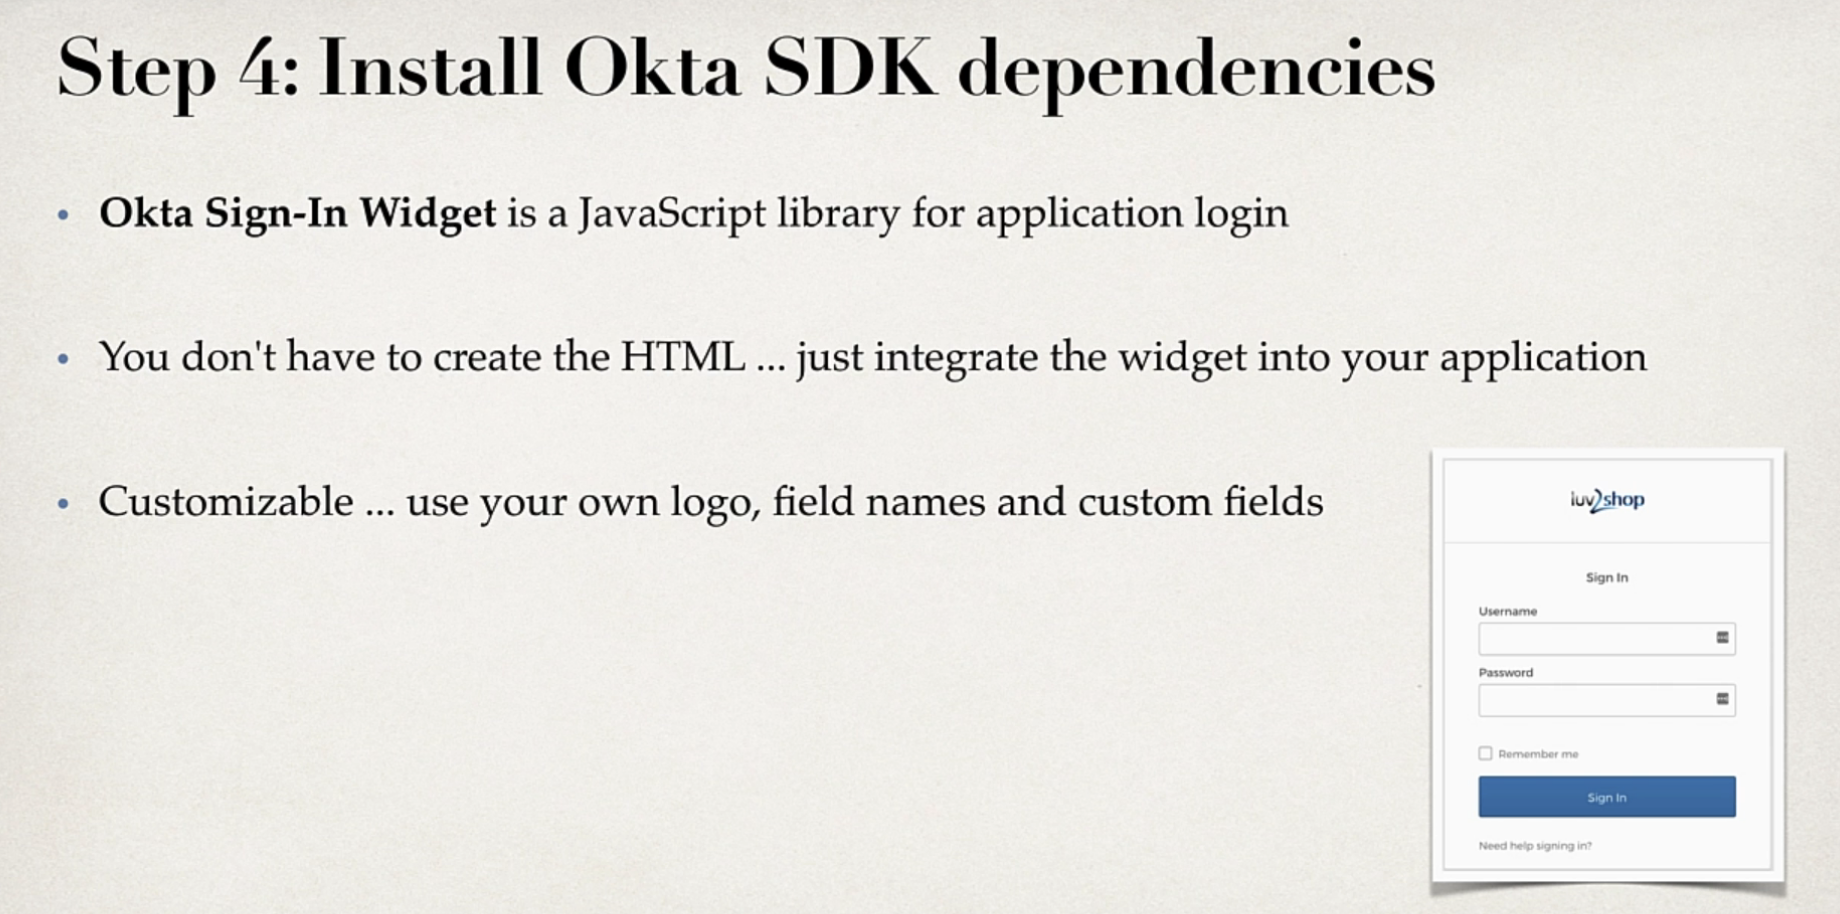 Step 4: Install Okta SDK dependencies
• Okta Sign-In Widget is a JavaScript library for application login
• You don't have to create the HTML ... just integrate the widget into your application
• Customizable ... use your own logo, field names and custom fields
luv2shop
Sign In
Username
Password
Remember me
Sign In
Need help signing in?